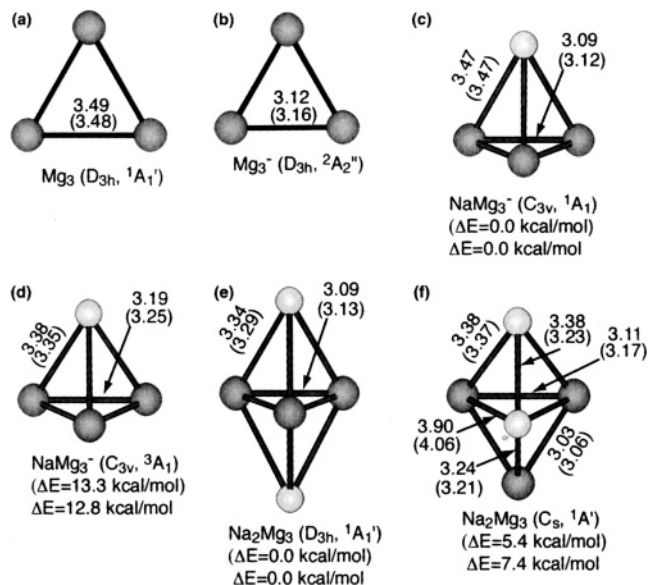 (a)
3.49
(3.48)
Mg3 (D3h, 1A1')
(b)
3.12
(3.16)
Mg3- (D3h, 2A2")
(c)
3.47
(3.47)
3.09
(3.12)
NaMg3- (C3v, 1A1)
(ΔE=0.0 kcal/mol)
ΔE=0.0 kcal/mol
(d)
3.38
(3.35)
3.19
(3.25)
NaMg3- (C3v, 3A1)
(ΔE=13.3 kcal/mol)
ΔE=12.8 kcal/mol
(e)
3.34
(3.29)
3.09
(3.13)
Na2Mg3 (D3h, 1A1')
(ΔE=0.0 kcal/mol)
ΔE=0.0 kcal/mol
(f)
3.38
(3.37)
3.38
(3.23)
3.11
(3.17)
3.90
(4.06)
3.24
(3.21)
3.03
(3.06)
Na2Mg3 (Cs, 1A')
(ΔE=5.4 kcal/mol)
ΔE=7.4 kcal/mol